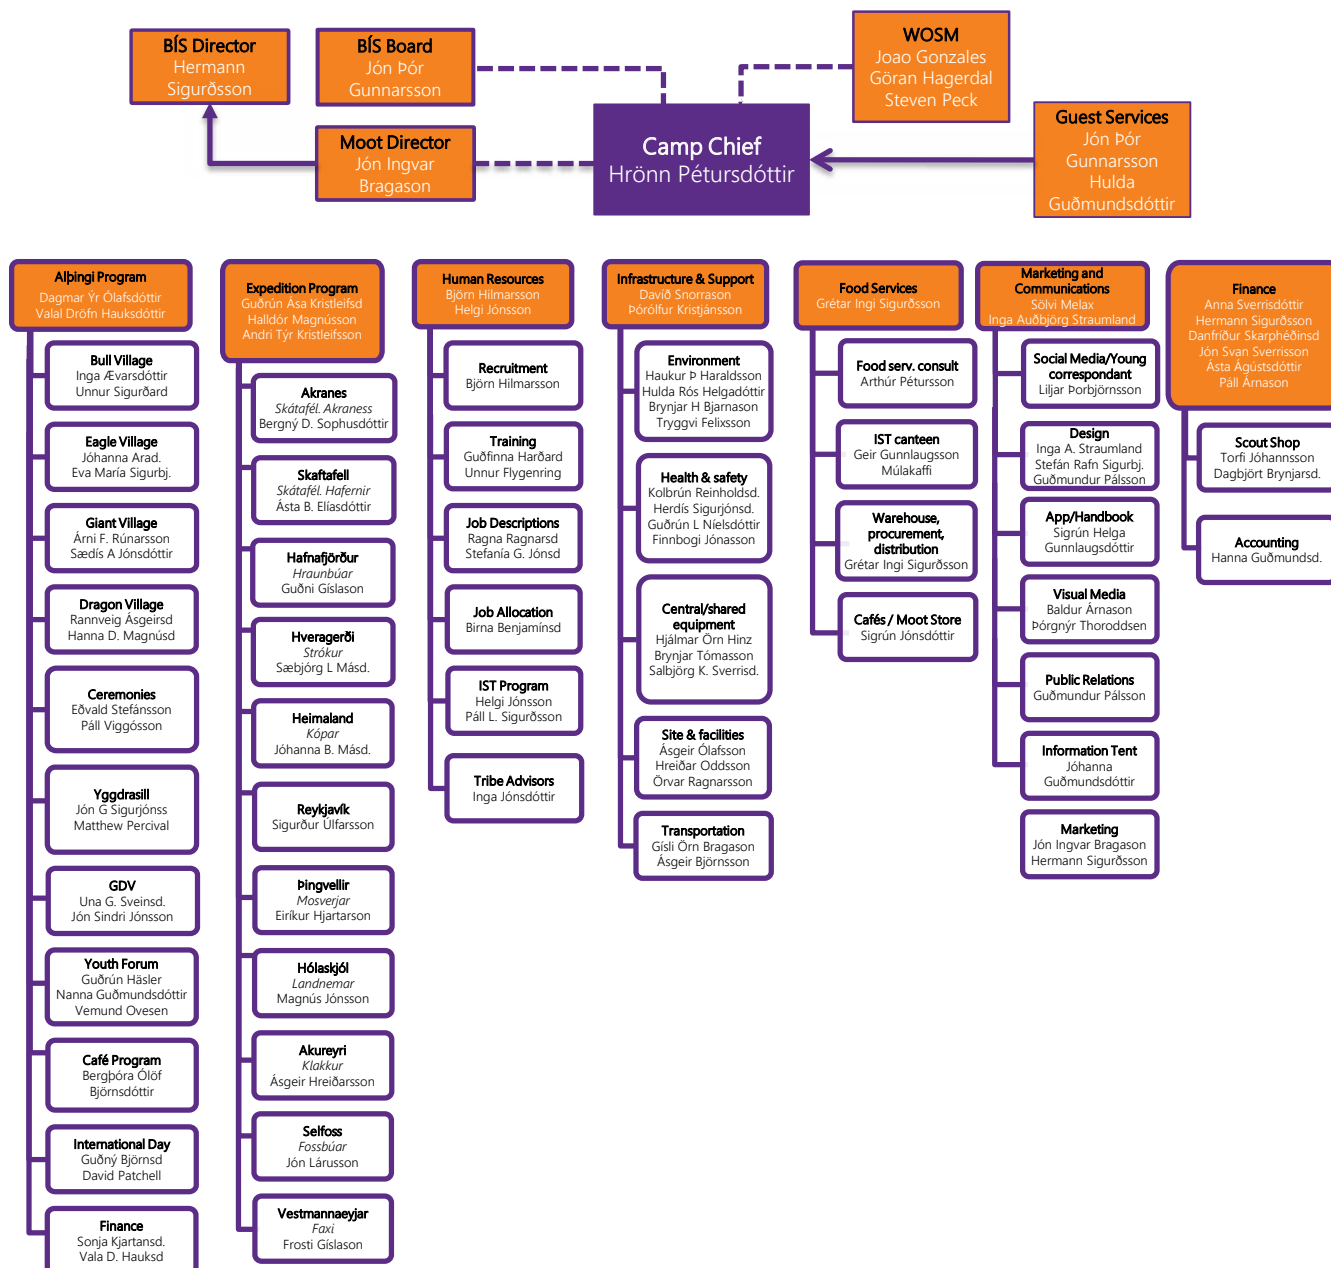 BÍS Director
Hermann
Sigurðsson
BÍS Board
Jón Þór
Gunnarsson
WOSM
Joao Gonzales
Göran Hagerdal
Steven Peck
Moot Director
Jón Ingvar
Bragason
Camp Chief
Hrönn Pétursdóttir
Guest Services
Jón Þór
Gunnarsson
Hulda
Guðmundsdóttir
Alþingi Program
Dagmar Ýr Ólafsdóttir
Valal Dröfn Hauksdóttir
Bull Village
Inga Ævarsdóttir
Unnur Sigurðard
Eagle Village
Jóhanna Arad.
Eva María Sigurbj.
Giant Village
Árni F. Rúnarsson
Sædís A Jónsdóttir
Dragon Village
Rannveig Ásgeirsd
Hanna D. Magnúsd
Ceremonies
Eðvald Stefánsson
Páll Viggósson
Yggdrasill
Jón G Sigurjónss
Matthew Percival
GDV
Una G. Sveinsd.
Jón Sindri Jónsson
Youth Forum
Guðrún Häsler
Nanna Guðmundsdóttir
Vemund Ovesen
Café Program
Bergþóra Ólöf
Björnsdóttir
International Day
Guðný Björnsd
David Patchell
Finance
Sonja Kjartansd.
Vala D. Hauksd
Expedition Program
Guðrún Ása Kristleifsd
Halldór Magnússon
Andri Týr Kristleifsson
Akranes
Skátafél. Akraness
Bergný D. Sophusdóttir
Skaftafell
Skátafél. Hafernir
Ásta B. Elíasdóttir
Hafnafjörður
Hraunbúar
Guðni Gíslason
Hveragerði
Strókur
Sæbjörg L Másd.
Heimaland
Kópar
Jóhanna B. Másd.
Reykjavík
Sigurður Úlfarsson
Þingvellir
Mosverjar
Eiríkur Hjartarson
Hólaskjól
Landnemar
Magnús Jónsson
Akureyri
Klakkur
Ásgeir Hreiðarsson
Selfoss
Fossbúar
Jón Lárusson
Vestmannaeyjar
Faxi
Frosti Gíslason
Human Resources
Björn Hilmarsson
Helgi Jónsson
Recruitment
Björn Hilmarsson
Training
Guðfinna Harðard
Unnur Flygenring
Job Descriptions
Ragna Ragnarsd
Stefanía G. Jónsd
Job Allocation
Birna Benjamínsd
IST Program
Helgi Jónsson
Páll L. Sigurðsson
Tribe Advisors
Inga Jónsdóttir
Infrastructure & Support
Davíð Snorrason
Þórólfur Kristjánsson
Environment
Haukur Þ Haraldsson
Hulda Rós Helgadóttir
Brynjar H Bjarnason
Tryggvi Felixsson
Health & safety
Kolbrún Reinholdsd.
Herdís Sigurjónsd.
Guðrún L Níelsdóttir
Finnbogi Jónasson
Central/shared
equipment
Hjálmar Örn Hinz
Brynjar Tómasson
Salbjörg K. Sverrisd.
Site & facilities
Ásgeir Ólafsson
Hreiðar Oddsson
Örvar Ragnarsson
Transportation
Gísli Örn Bragason
Ásgeir Björnsson
Food Services
Grétar Ingi Sigurðsson
Food serv. consult
Arthúr Pétursson
IST canteen
Geir Gunnlaugsson
Múlakaffi
Warehouse,
procurement,
distribution
Grétar Ingi Sigurðsson
Cafés / Moot Store
Sigrún Jónsdóttir
Marketing and
Communications
Sölvi Melax
Inga Auðbjörg Straumland
Social Media/Young
correspondant
Liljar Þorbjörnsson
Design
Inga A. Straumland
Stefán Rafn Sigurbj.
Guðmundur Pálsson
App/Handbook
Sigrún Helga
Gunnlaugsdóttir
Visual Media
Baldur Árnason
Þórgnýr Thoroddsen
Public Relations
Guðmundur Pálsson
Information Tent
Jóhanna
Guðmundsdóttir
Marketing
Jón Ingvar Bragason
Hermann Sigurðsson
Finance
Anna Sverrisdóttir
Hermann Sigurðsson
Danfríður Skarphéðinsd
Jón Svan Sverrisson
Ásta Ágústsdóttir
Páll Árnason
Scout Shop
Torfi Jóhannsson
Dagbjört Brynjarsd.
Accounting
Hanna Guðmundsd.